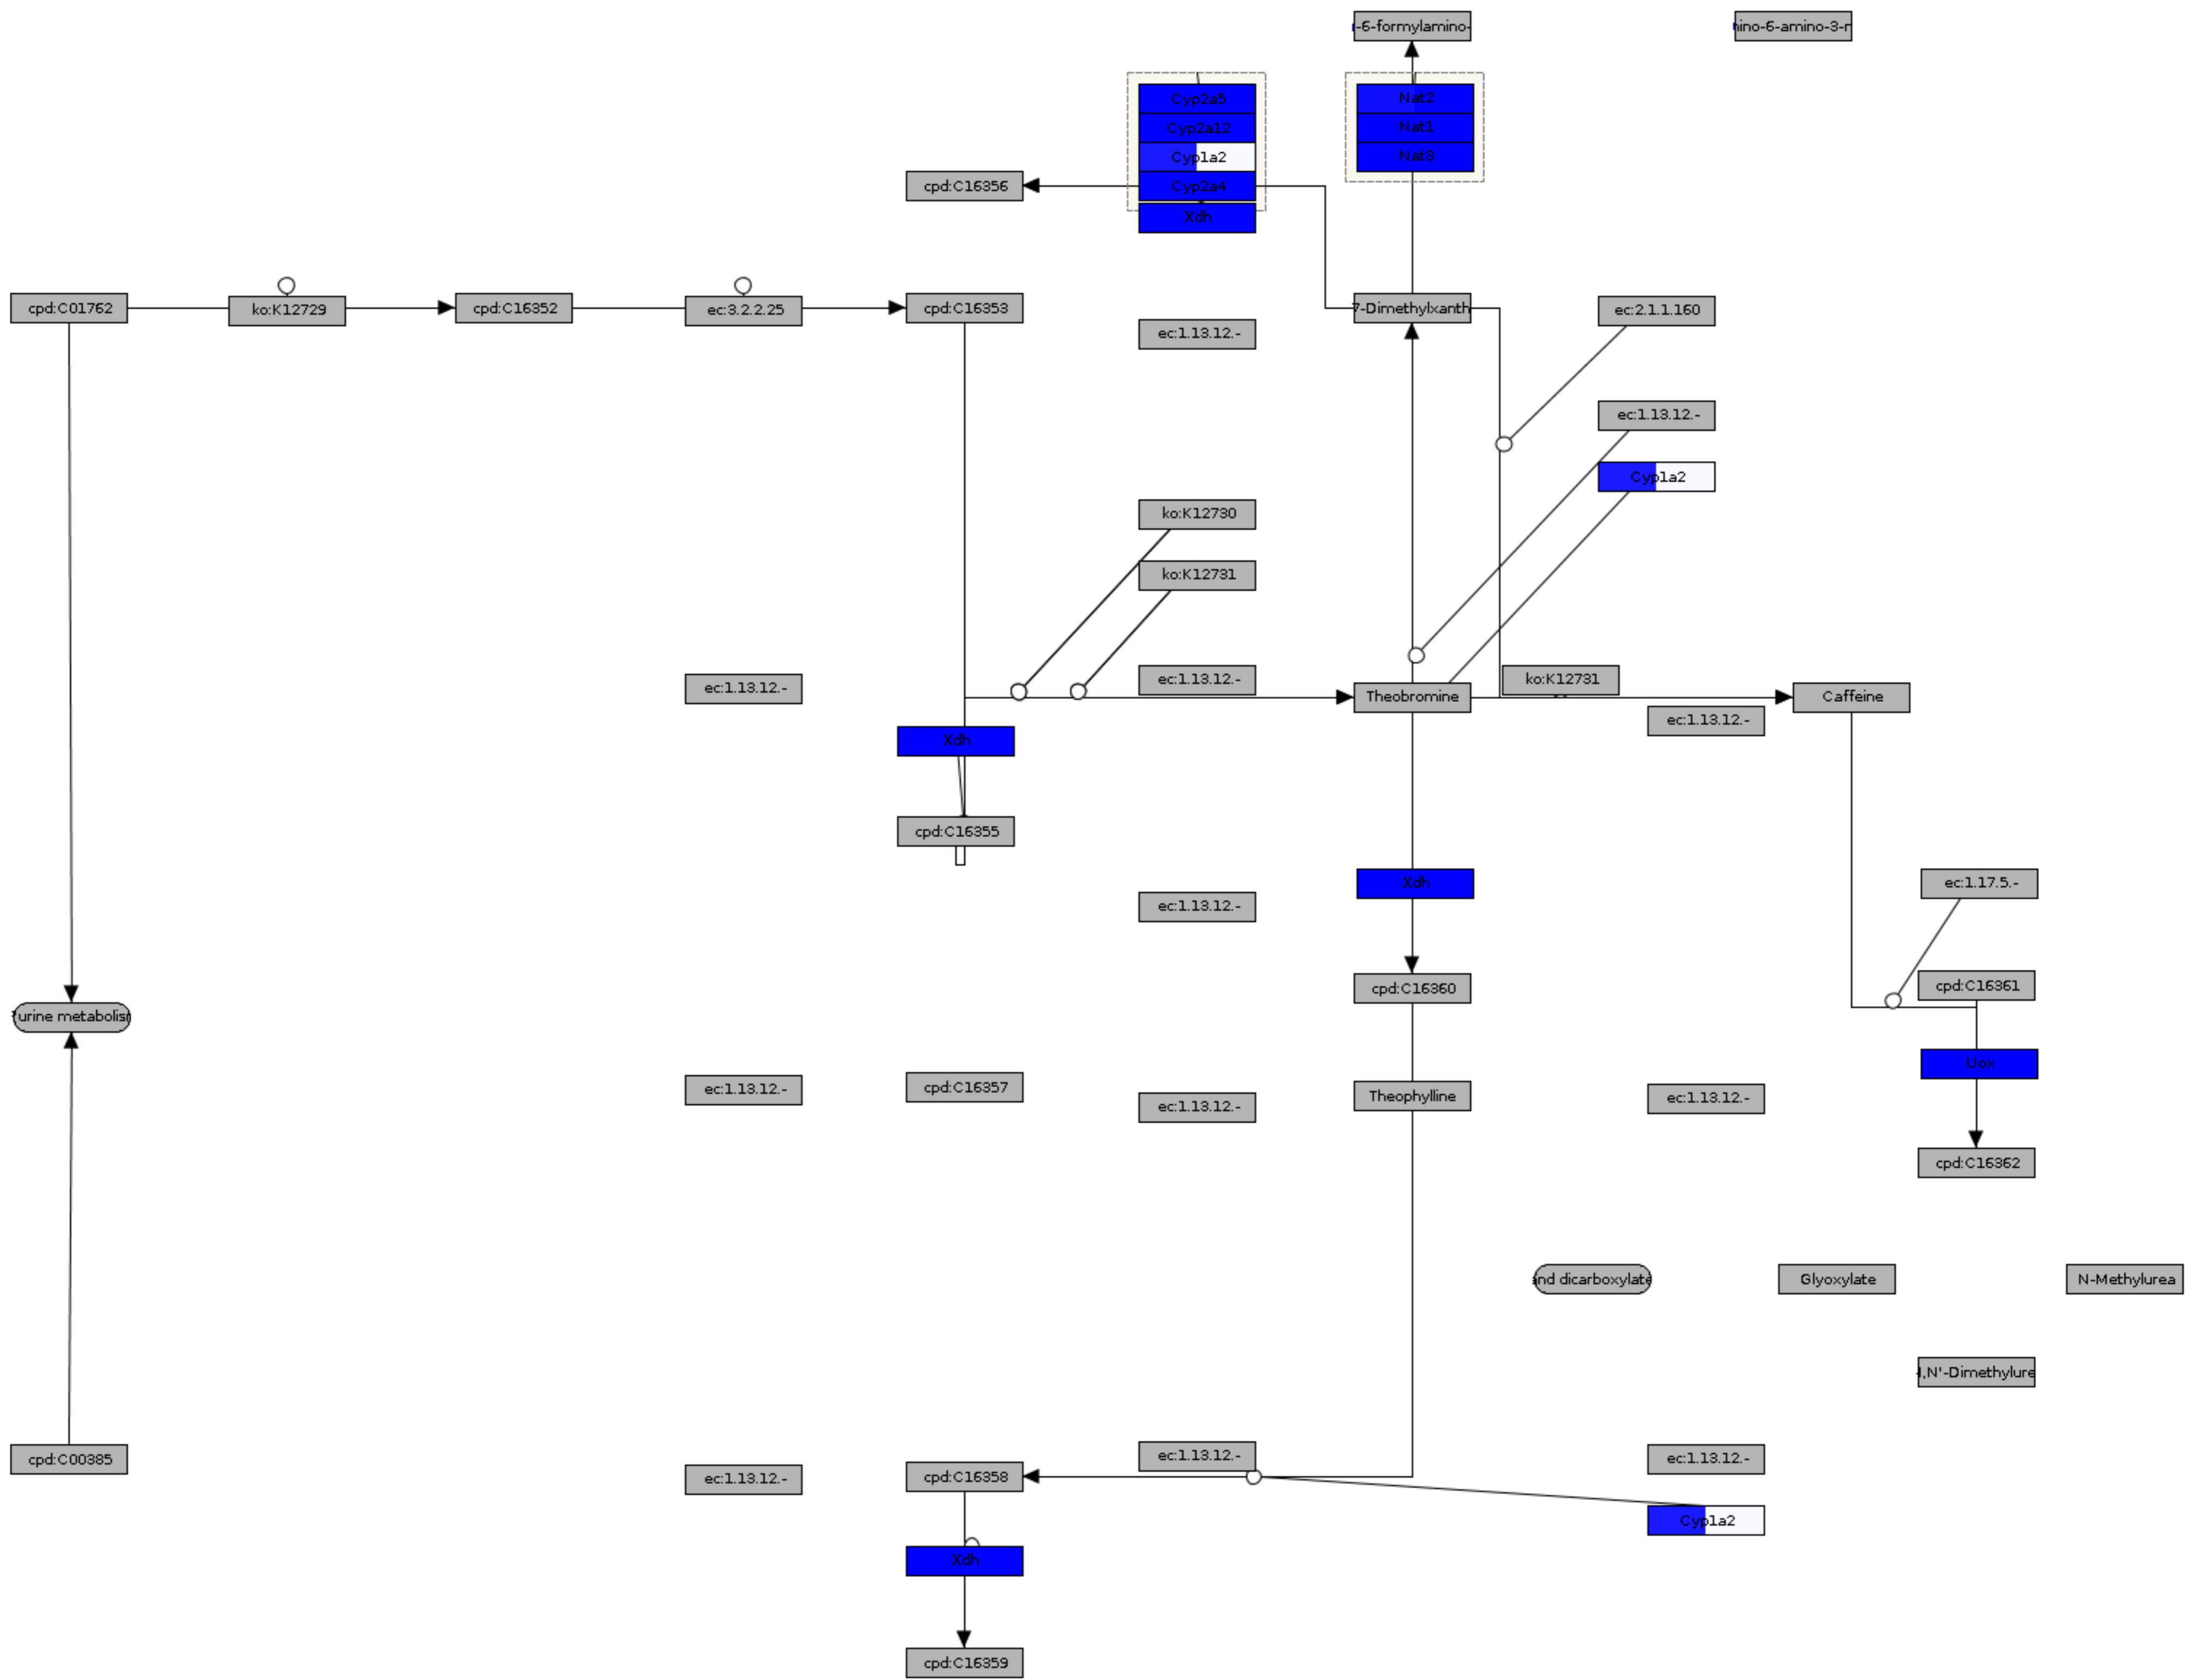 -6-formylamino-
ino-6-amino-3-r
Cyp2a5
Nat2
Cyp2a12
Nat1
Cyp1a2
Nat3
cpd:C16356
Cyp2a4
Xdh
cpd:C01762
ko:K12729
cpd:C16352
ec:3.2.2.25
cpd:C16353
7-Dimethylxanth
ec:2.1.1.160
ec:1.13.12.-
ec:1.13.12.-
Cyp1a2
ko:K12730
ko:K12731
ec:1.13.12.-
ec:1.13.12.-
Theobromine
ko:K12731
Caffeine
ec:1.13.12.-
Xdh
cpd:C16355
Xdh
ec:1.17.5.-
ec:1.13.12.-
cpd:C16360
cpd:C16361
urine metabolisr
Uox
ec:1.13.12.-
cpd:C16357
ec:1.13.12.-
Theophylline
ec:1.13.12.-
cpd:C16362
and dicarboxylate
Glyoxylate
N-Methylurea
,N'-Dimethylure
cpd:C00385
ec:1.13.12.-
cpd:C16358
ec:1.13.12.-
ec:1.13.12.-
Cyp1a2
Xdh
cpd:C16359